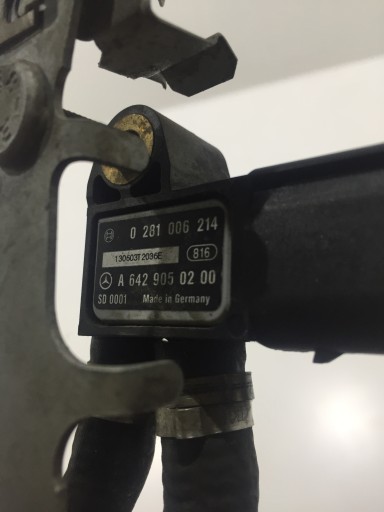 0 281 006 214
130603T2036E 816
A 642 905 02 00
SD 0001 Made in Germany